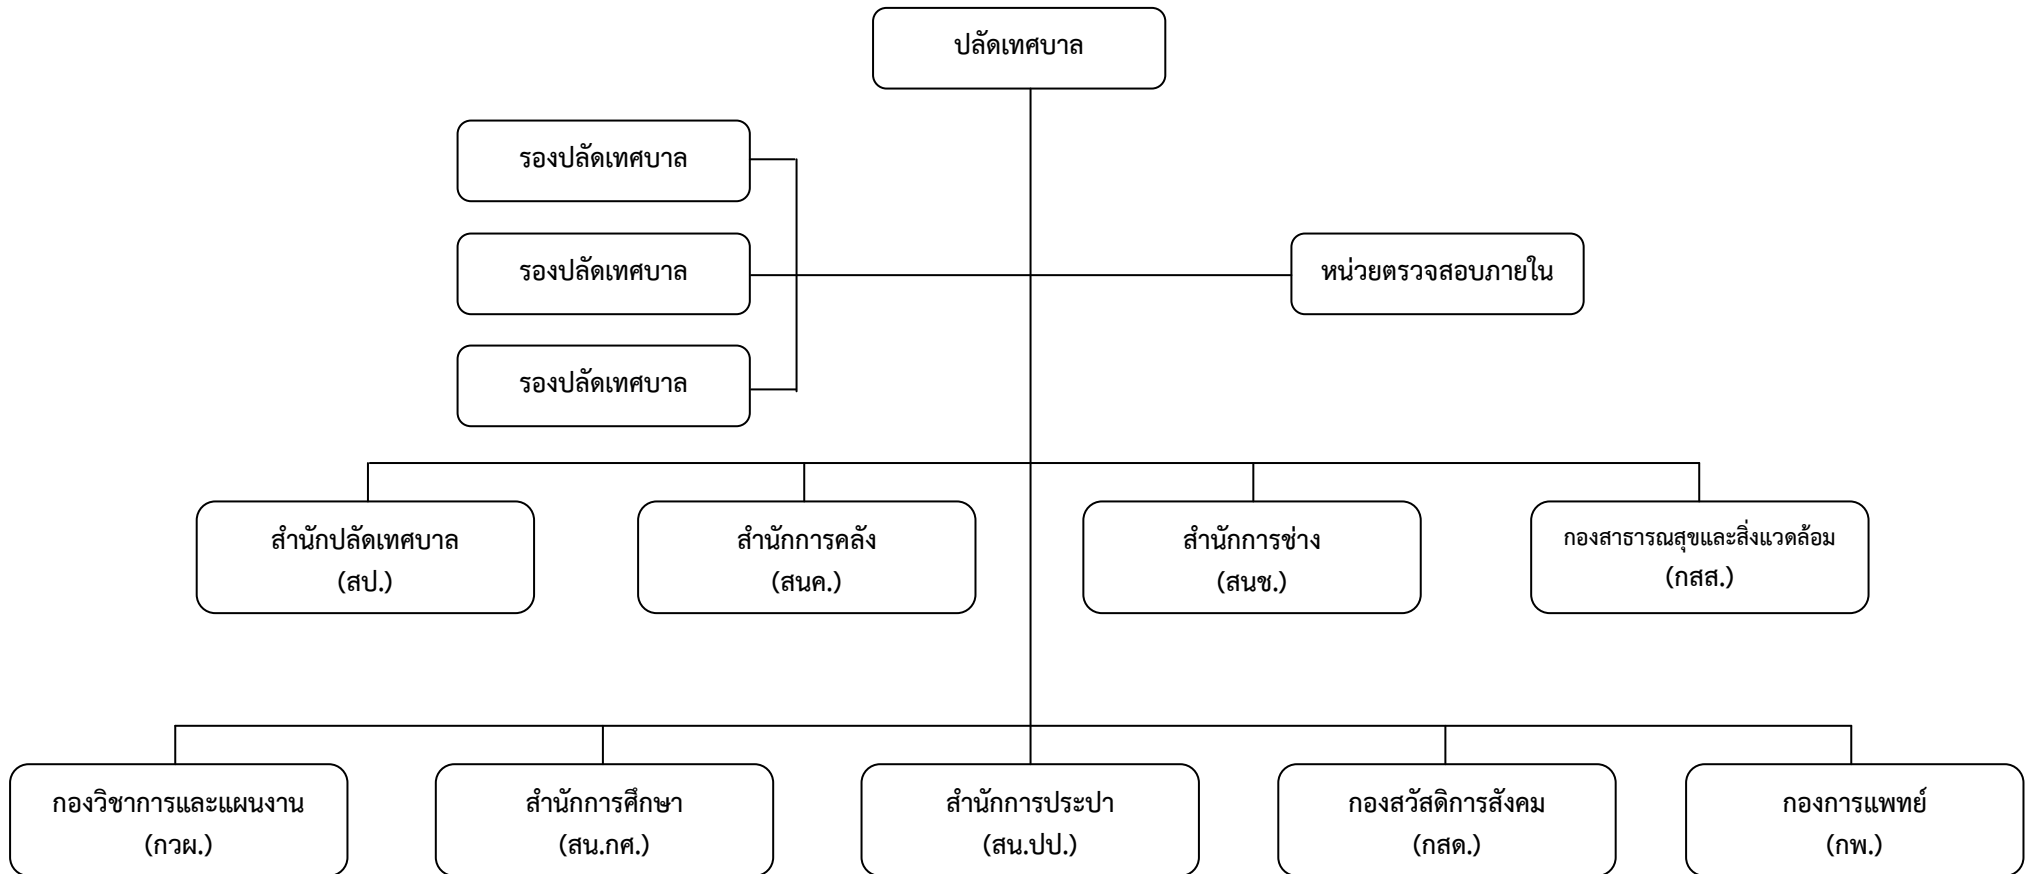 ปลัดเทศบาล
รองปลัดเทศบาล
รองปลัดเทศบาล
หน่วยตรวจสอบภายใน
รองปลัดเทศบาล
สำนักปลัดเทศบาล
(สป.)
สำนักการคลัง
(สนค.)
สำนักการช่าง
(สนช.)
กองสาธารณสุขและสิ่งแวดล้อม
(กสส.)
กองวิชาการและแผนงาน
(กวผ.)
สำนักการศึกษา
(สน.กศ.)
สำนักการประปา
(สน.ปป.)
กองสวัสดิการสังคม
(กสด.)
กองการแพทย์
(กพ.)